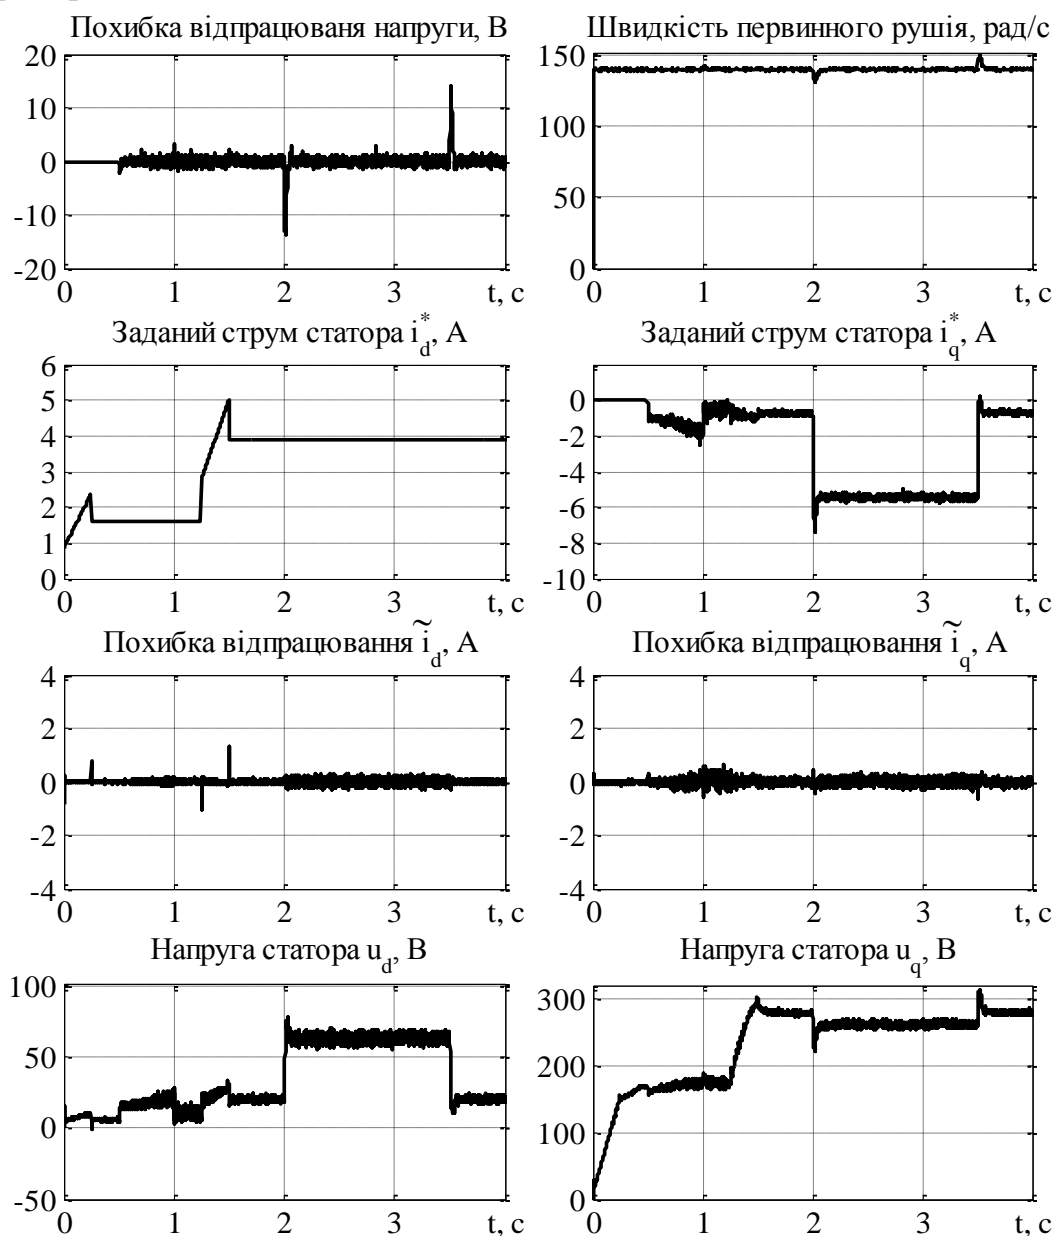 Похибка відпрацюваня напруги, В
20
10
0
-10
-20
0 1 2 3 t, c
Швидкість первинного рушія, рад/с
150
100
50
0
0 1 2 3 t, c
Заданий струм статора i*d, А
6
5
4
3
2
1
0
0 1 2 3 t, c
Заданий струм статора i*q, А
0
-2
-4
-6
-8
-10
0 1 2 3 t, c
Похибка відпрацювання ĩd, А
4
2
0
-2
-4
0 1 2 3 t, c
Похибка відпрацювання ĩq, А
4
2
0
-2
-4
0 1 2 3 t, c
Напруга статора ud, В
100
50
0
-50
0 1 2 3 t, c
Напруга статора uq, В
300
200
100
0
0 1 2 3 t, c